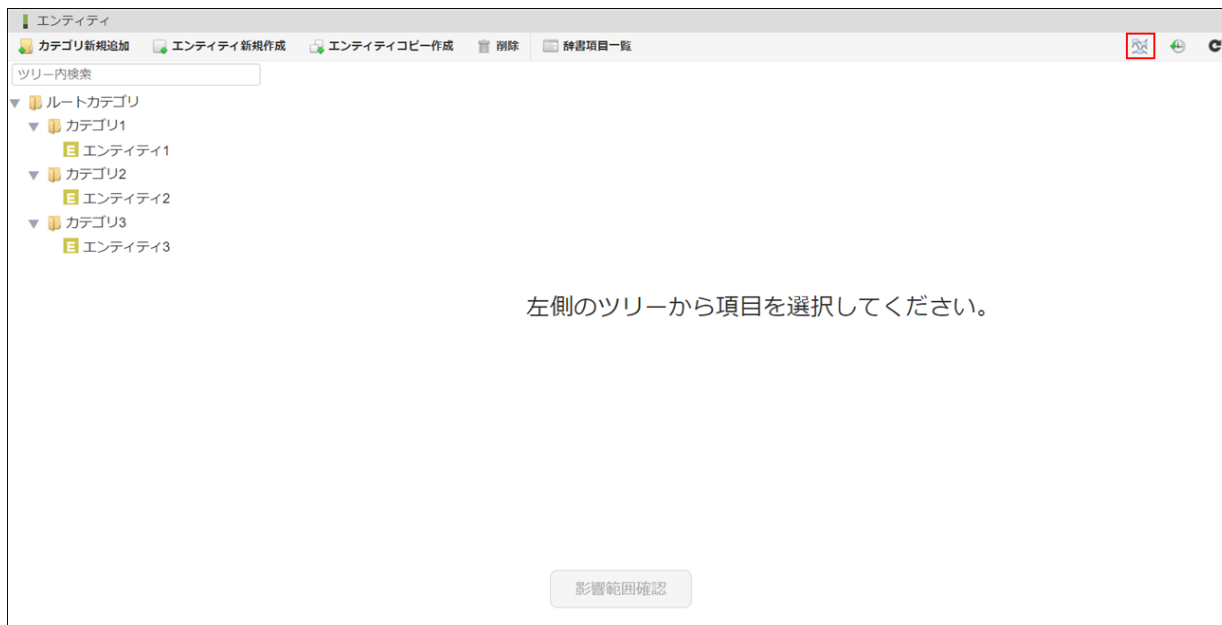 エンティティ
カテゴリ新規追加 エンティティ新規作成 エンティティコピー作成 削除 辞書項目一覧
ツリー内検索
ルートカテゴリ
カテゴリ1
E エンティティ1
カテゴリ2
E エンティティ2
カテゴリ3
E エンティティ3
左側のツリーから項目を選択してください。
影響範囲確認